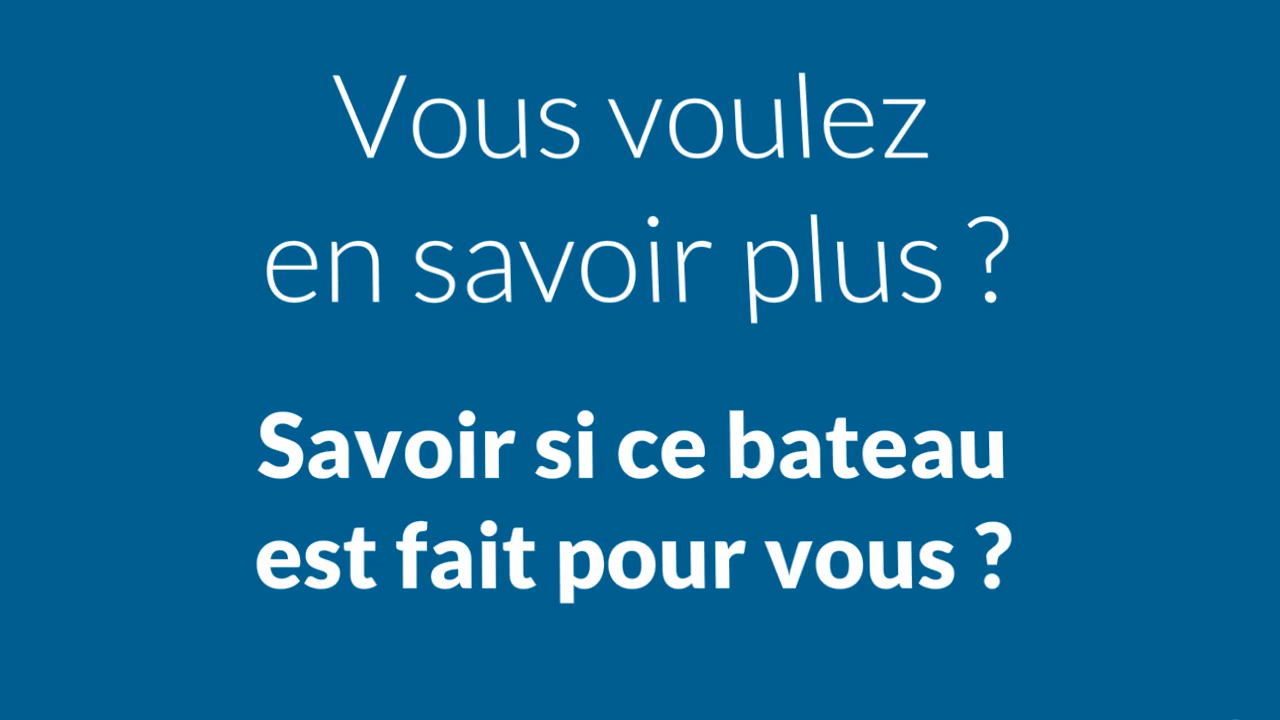 Vous voulez
en savoir plus ?
Savoir si ce bateau
est fait pour vous ?